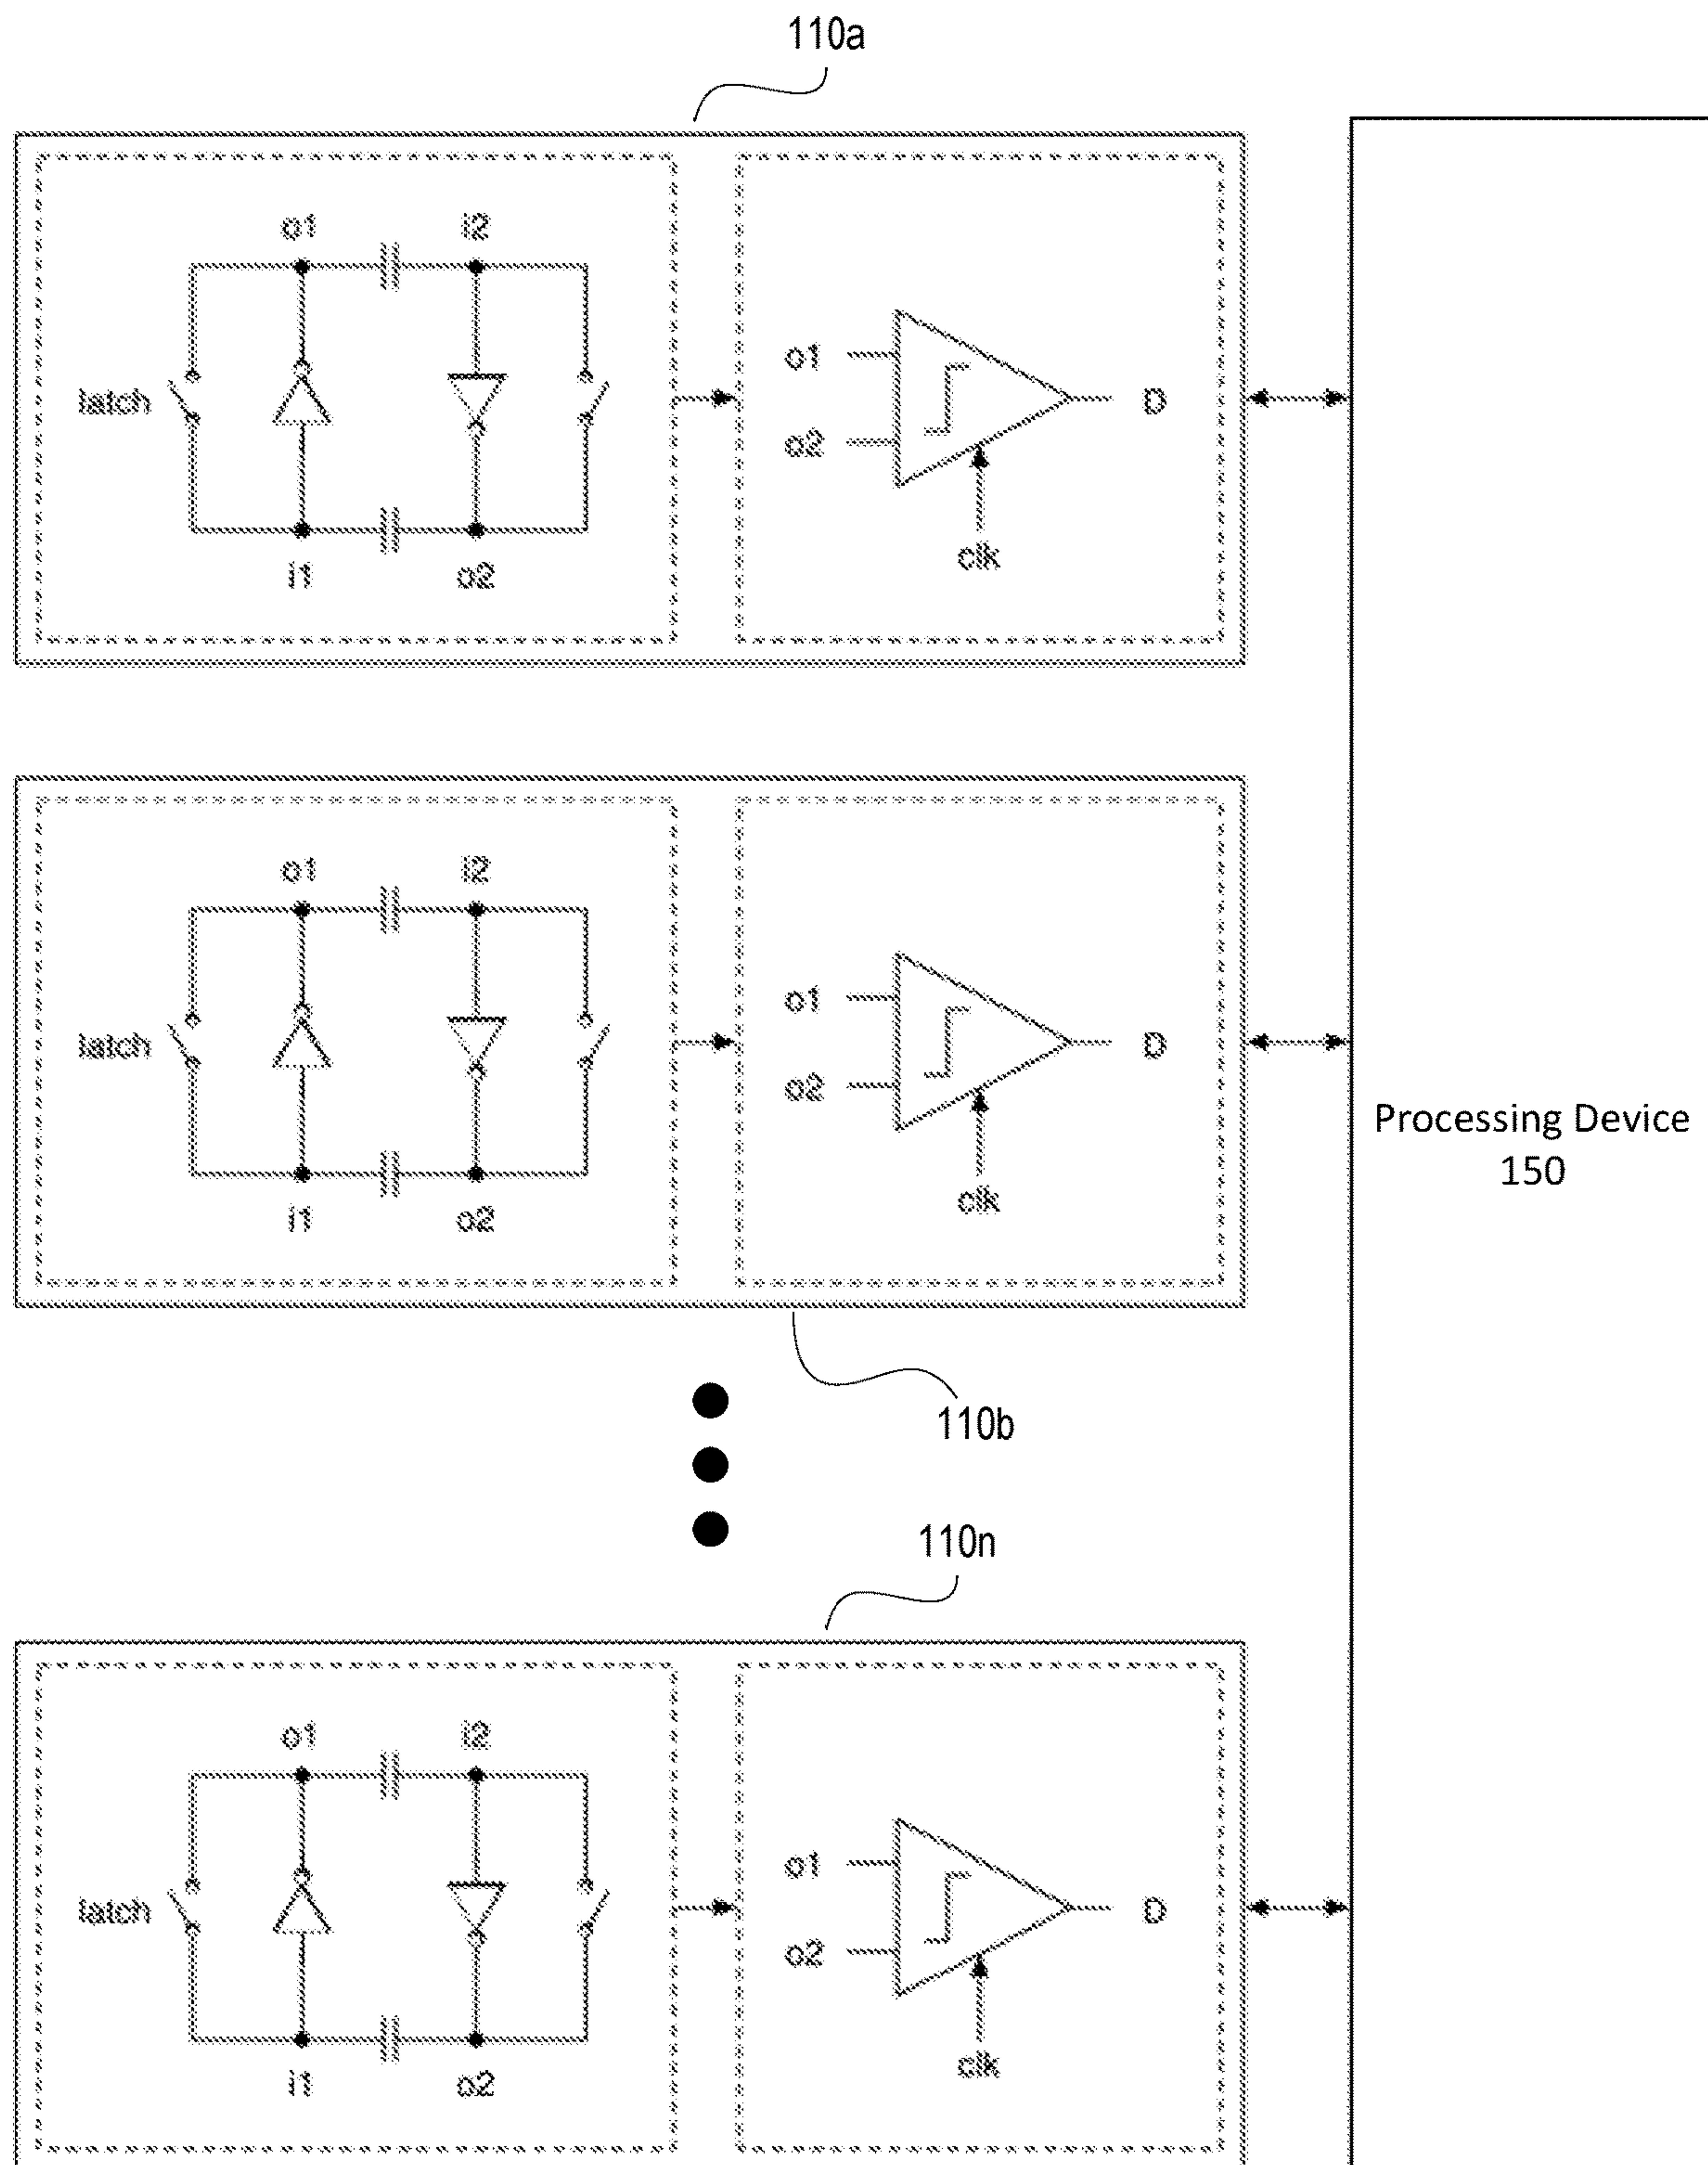 110a
o1 i2
latch
i1 o2
o1
o2
D
clk
o1 i2
latch
i1 o2
o1
o2
D
clk
Processing Device
150
110b
110n
o1 i2
latch
i1 o2
o1
o2
D
clk